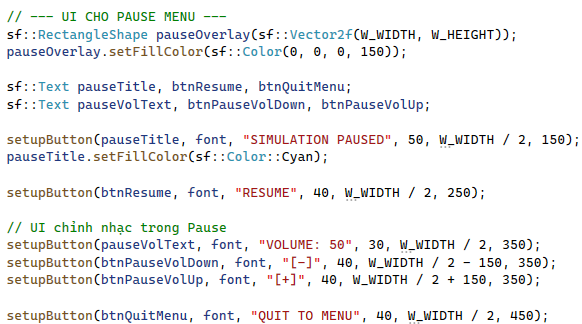 // --- UI CHO PAUSE MENU ---
sf::RectangleShape pauseOverlay(sf::Vector2f(W_WIDTH, W_HEIGHT));
pauseOverlay.setFillColor(sf::Color(0, 0, 0, 150));
sf::Text pauseTitle, btnResume, btnQuitMenu;
sf::Text pauseVolText, btnPauseVolDown, btnPauseVolUp;
setupButton(pauseTitle, font, "SIMULATION PAUSED", 50, W_WIDTH / 2, 150);
pauseTitle.setFillColor(sf::Color::Cyan);
setupButton(btnResume, font, "RESUME", 40, W_WIDTH / 2, 250);
// UI chỉnh nhạc trong Pause
setupButton(pauseVolText, font, "VOLUME: 50", 30, W_WIDTH / 2, 350);
setupButton(btnPauseVolDown, font, "[-]", 40, W_WIDTH / 2 - 150, 350);
setupButton(btnPauseVolUp, font, "[+]", 40, W_WIDTH / 2 + 150, 350);
setupButton(btnQuitMenu, font, "QUIT TO MENU", 40, W_WIDTH / 2, 450);